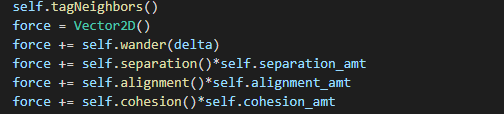 self.tagNeighbors()
force = Vector2D()
force += self.wander(delta)
force += self.separation()*self.separation_amt
force += self.alignment()*self.alignment_amt
force += self.cohesion()*self.cohesion_amt